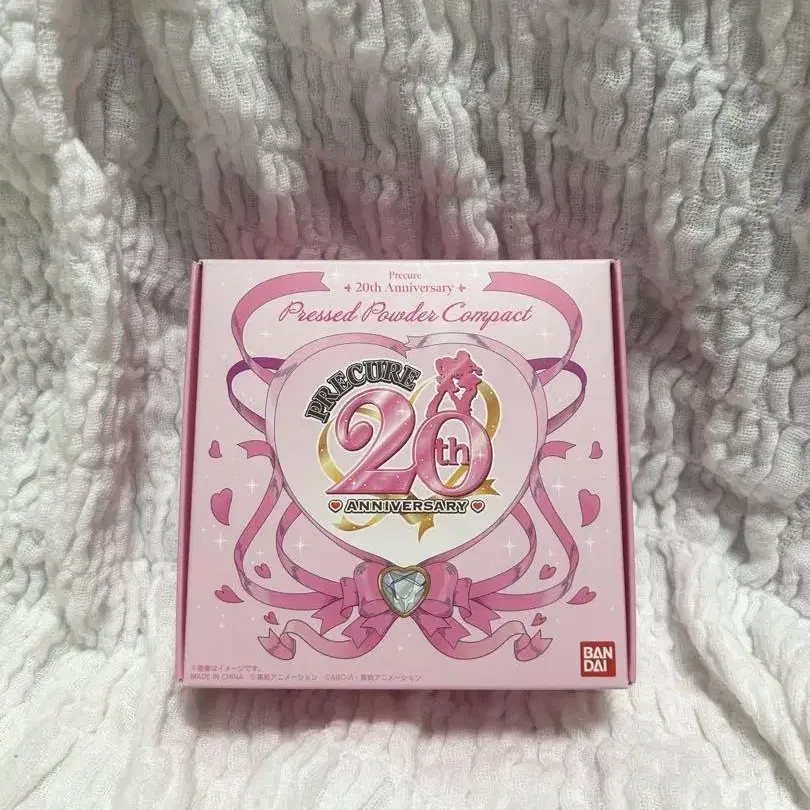 Precure
20th Anniversary
Pressed Powder Compact
PRECURE
20th
ANNIVERSARY
BAN
DAI
※画像はイメージです。
MADE IN CHINA ©東映アニメーション ©ABC-A・東映アニメーション